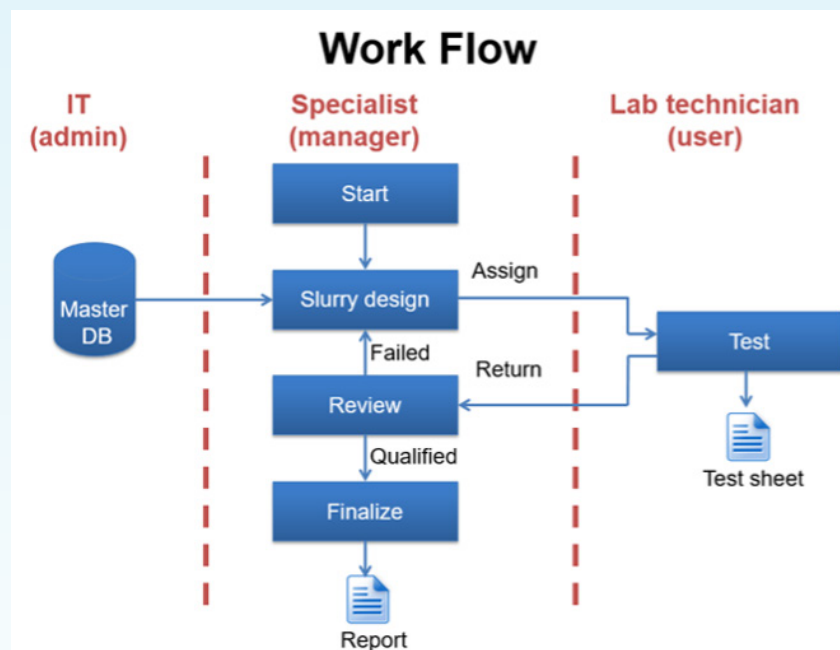 Work Flow
IT
(admin)
Specialist
(manager)
Lab technician
(user)
Start
Master
DB
Slurry design
Assign
Test
Failed
Return
Review
Qualified
Test sheet
Finalize
Report